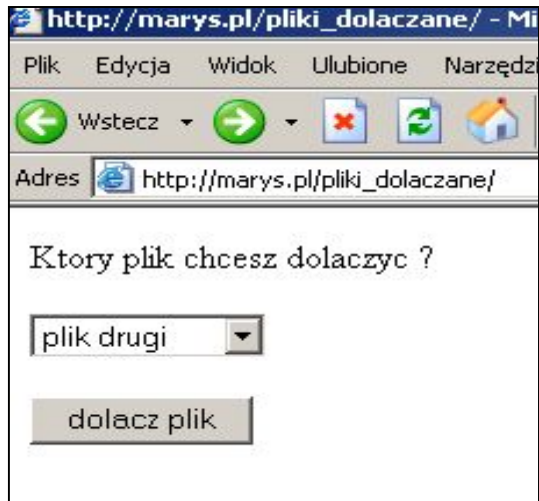 http://marys.pl/pliki_dolaczane/ - Mi
Plik Edycja Widok Ulubione Narzędzi
Wstecz
Adres http://marys.pl/pliki_dolaczane/
Ktory plik chcesz dolaczyc ?
plik drugi
dolacz plik